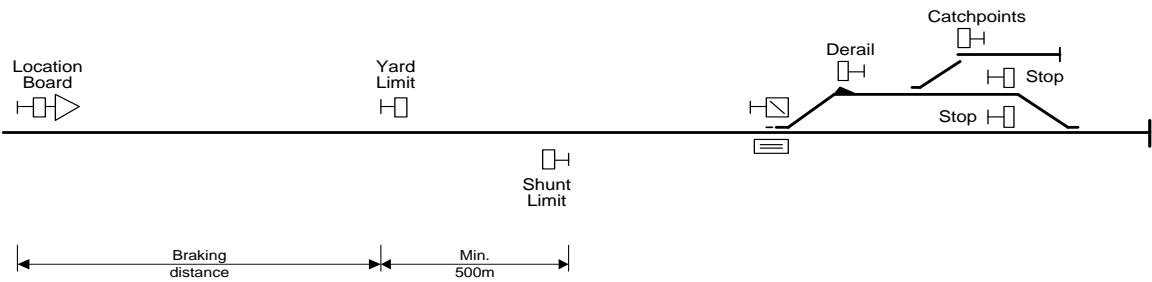 Catchpoints
Derail
Location
Board
Yard
Limit
Stop
Stop
Shunt
Limit
Braking
distance
Min.
500m